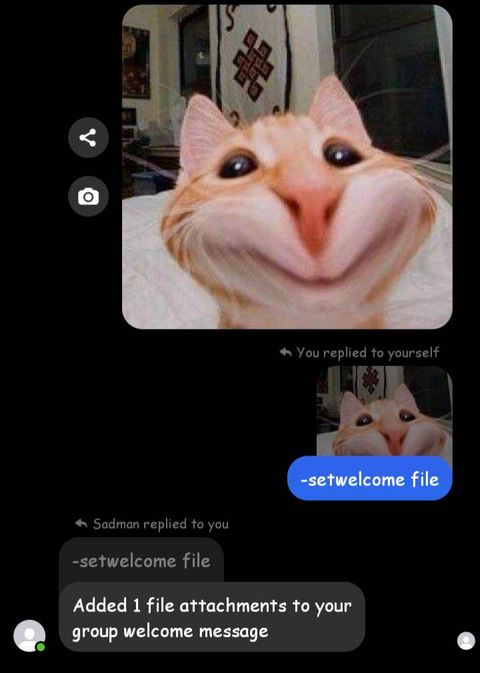 You replied to yourself
-setwelcome file
Sadman replied to you
-setwelcome file
Added 1 file attachments to your
group welcome message